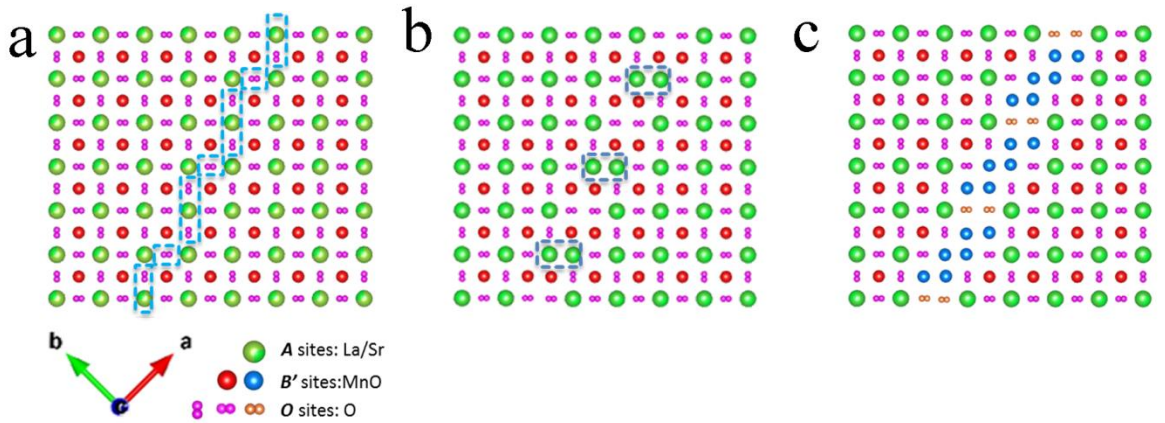 a b c
b a
c
A sites: La/Sr
B' sites:MnO
O sites: O